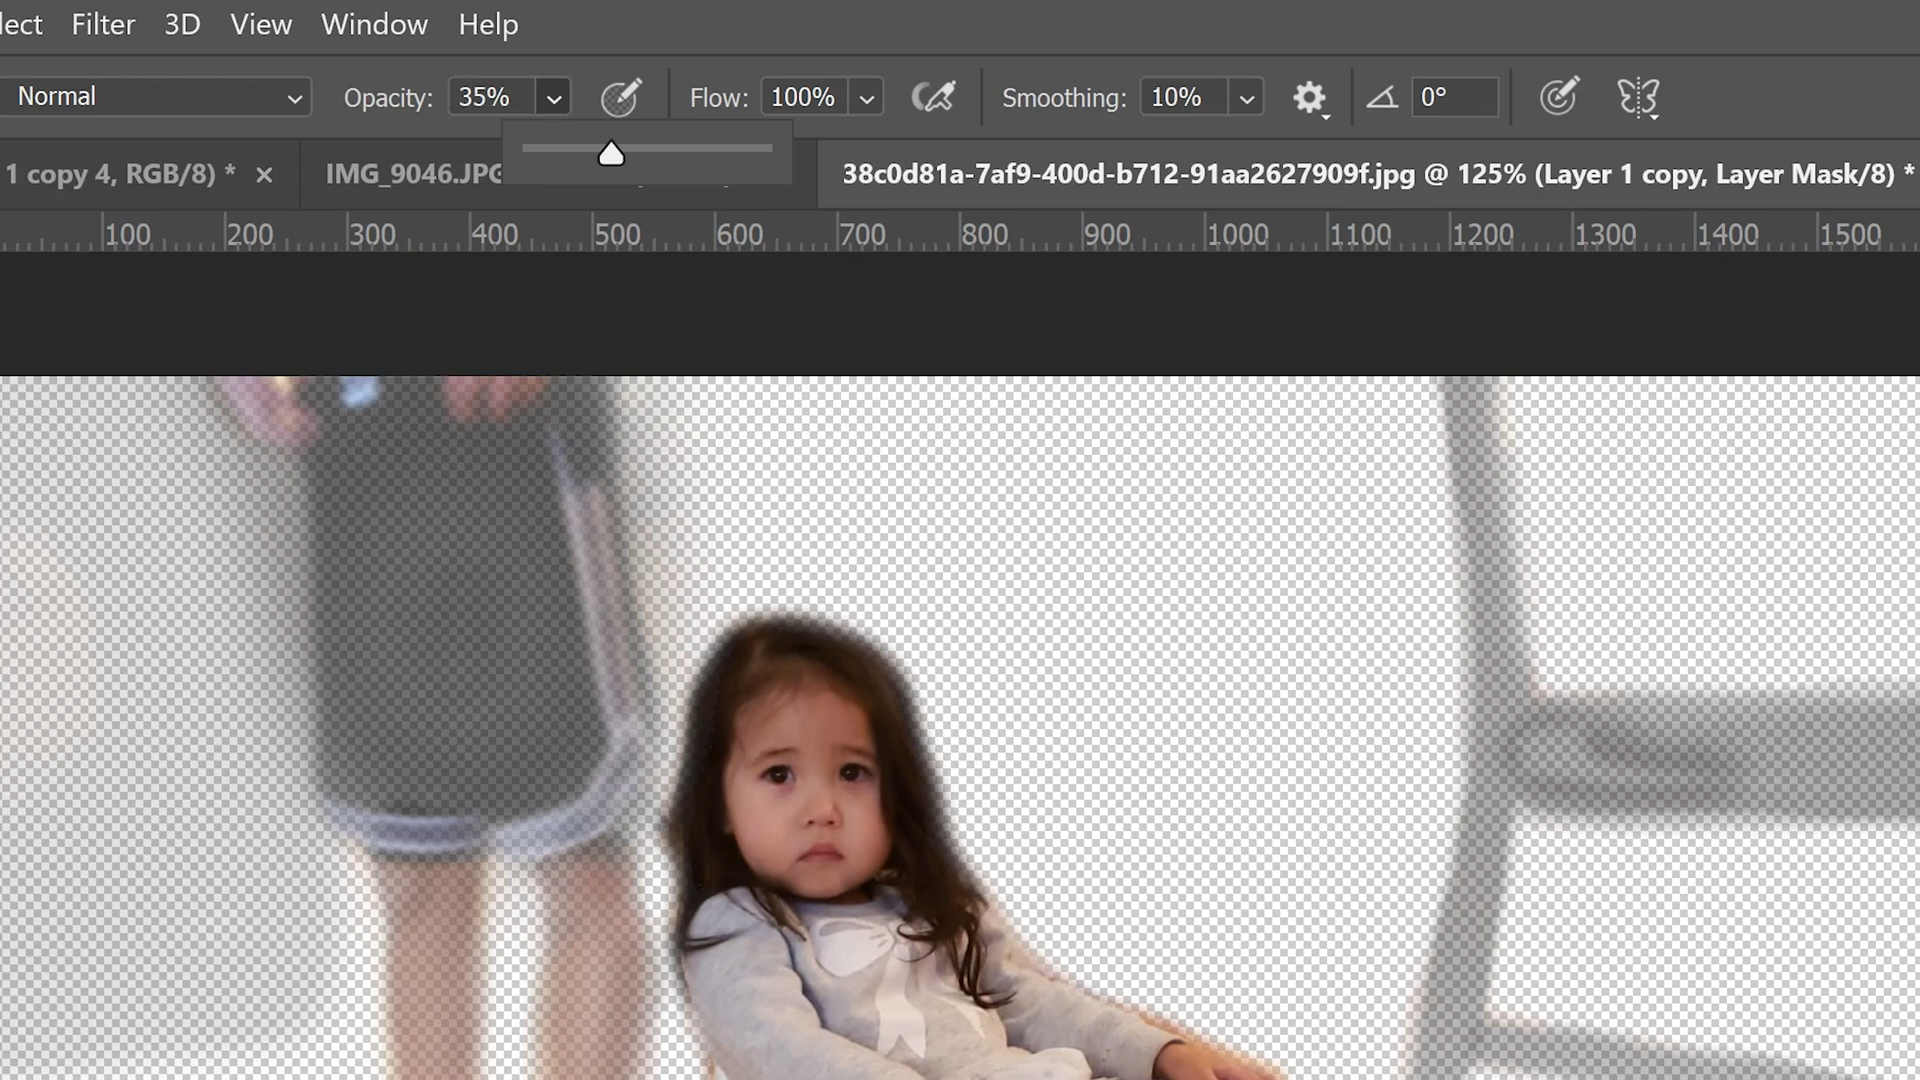 lect Filter 3D View Window Help
Normal Opacity: 35% Flow: 100% Smoothing: 10% 0°
1 copy 4, RGB/8) * × IMG_9046.JPG 38c0d81a-7af9-400d-b712-91aa2627909f.jpg @ 125% (Layer 1 copy, Layer Mask/8) *
100 200 300 400 500 600 700 800 900 1000 1100 1200 1300 1400 1500